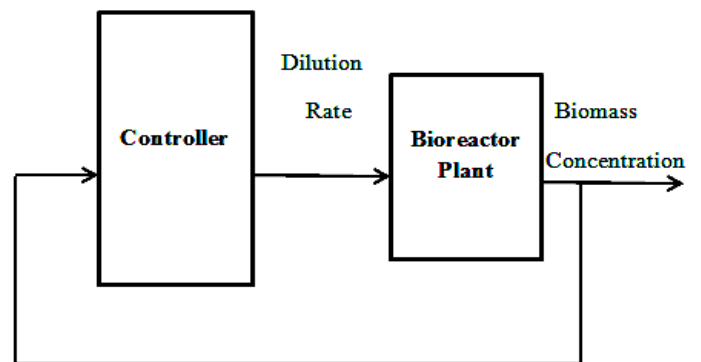 Controller
Dilution
Rate
Bioreactor
Plant
Biomass
Concentration